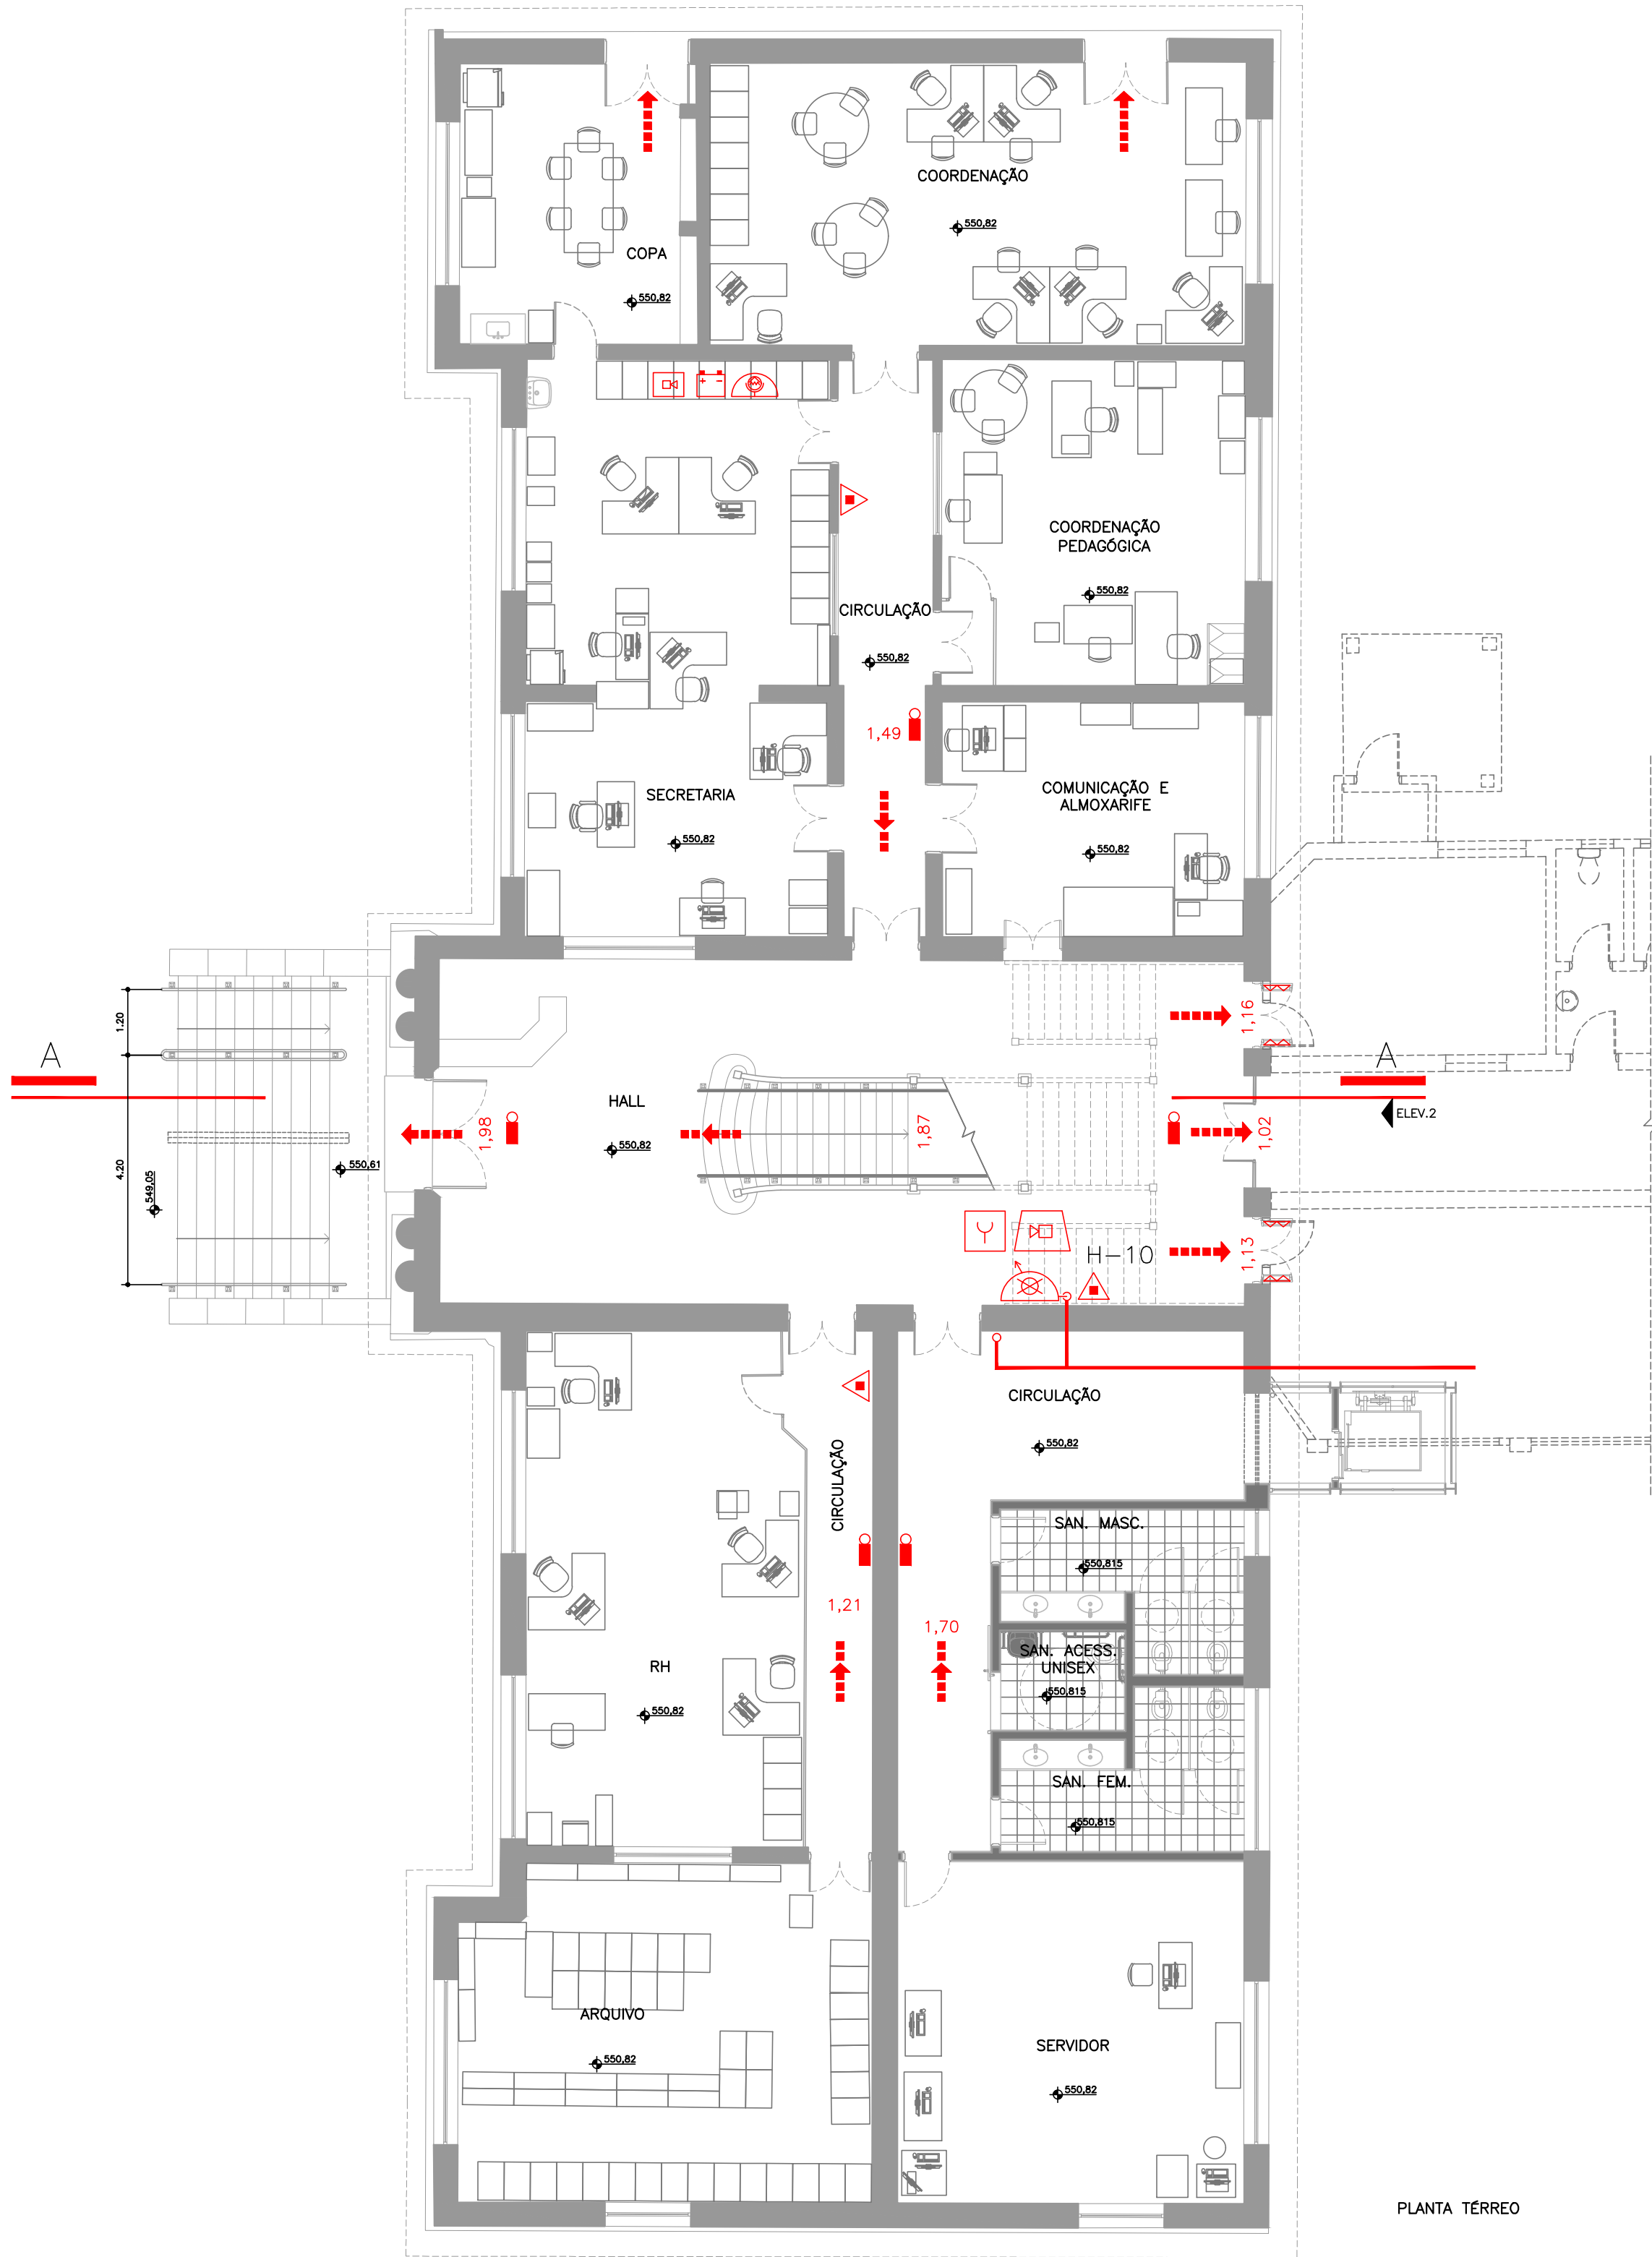 COORDENAÇÃO
550,82
COPA
550,82
COORDENAÇÃO
PEDAGÓGICA
550,82
CIRCULAÇÃO
550,82
1,49
SECRETARIA
550,82
COMUNICAÇÃO E
ALMOXARIFE
550,82
1.20
4.20
A
A
ELEV.2
1,16
HALL
550,82
1,98
1,87
1,02
550,61
549,05
H-10
1,13
CIRCULAÇÃO
550,82
CIRCULAÇÃO
SAN. MASC.
550,815
1,21
1,70
SAN. ACESS.
UNISEX
550,815
RH
550,82
SAN. FEM.
550,815
ARQUIVO
550,82
SERVIDOR
550,82
PLANTA TÉRREO